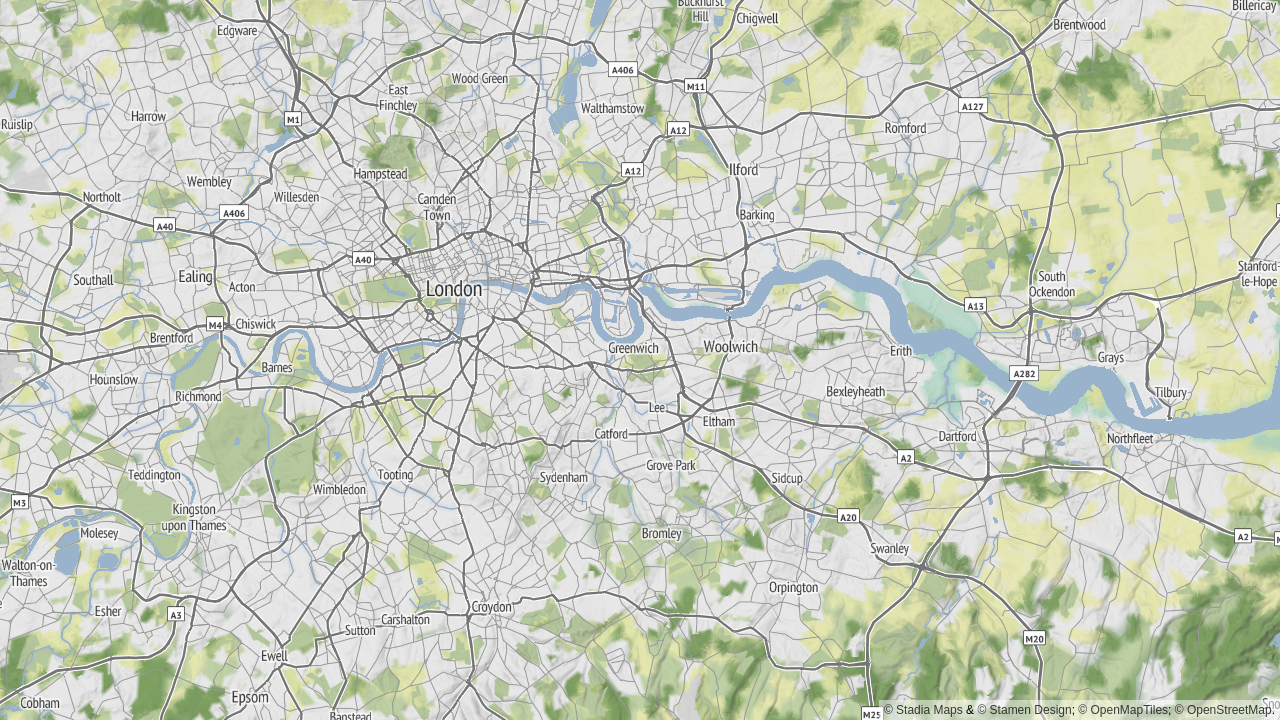 Buckhurst
Hill
Chigwell
Brentwood
Billericay
Edgware
Wood Green
East
Finchley
A406
M11
Walthamstow
A127
Ruislip
Harrow
M1
A12
Romford
Hampstead
A12
Ilford
Wembley
Willesden
Northolt
Camden
Town
A406
Barking
A40
A40
Southall
Ealing
Acton
London
South
Ockendon
Stanford-
le-Hope
A13
M4
Chiswick
Brentford
Greenwich
Woolwich
Erith
Grays
Barnes
Hounslow
A282
Richmond
Bexleyheath
Tilbury
Lee
Eltham
Catford
Dartford
Northfleet
A2
Teddington
Tooting
Grove Park
Sydenham
Sidcup
Wimbledon
M3
Kingston
upon Thames
A20
Molesey
Bromley
A2
Swanley
Walton-on-
Thames
Orpington
Esher
A3
Croydon
Carshalton
Sutton
M20
Ewell
Epsom
Cobham
Banstead
M25
© Stadia Maps & © Stamen Design; © OpenMapTiles; © OpenStreetMap.